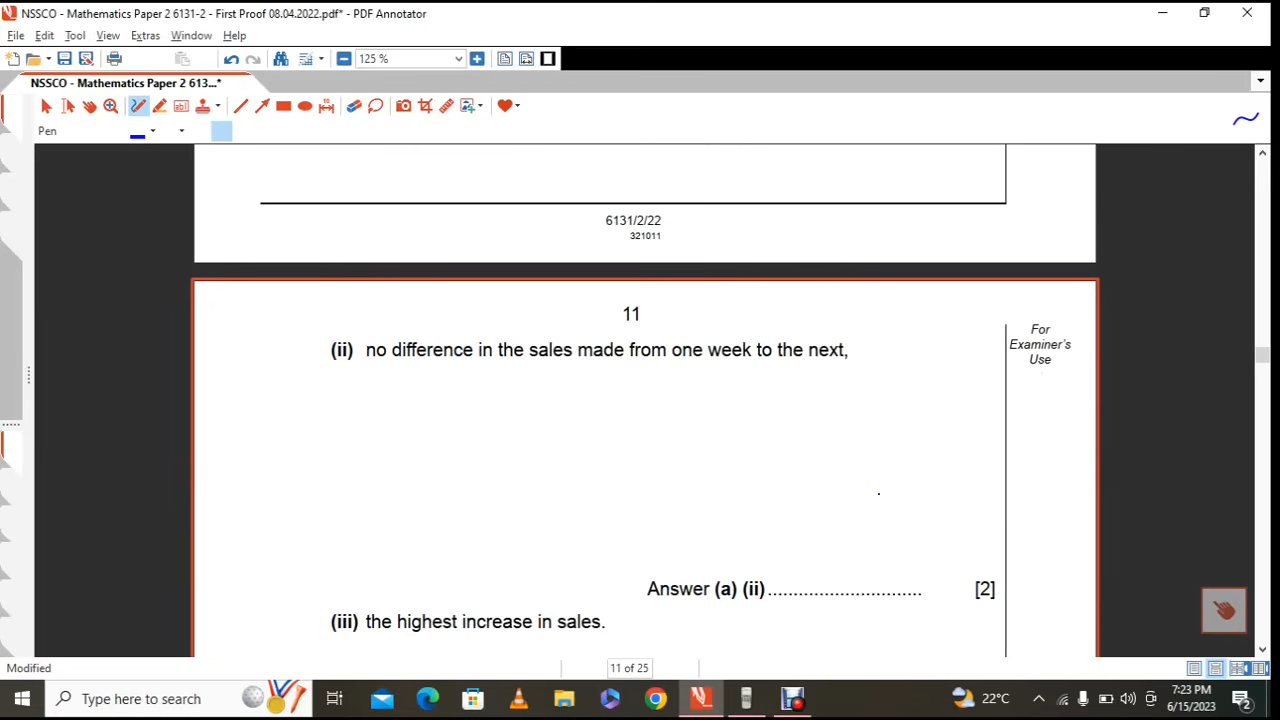 NSSCO - Mathematics Paper 2 6131-2 - First Proof 08.04.2022.pdf* - PDF Annotator
File Edit Tool View Extras Window Help
125 %
NSSCO - Mathematics Paper 2 613...*
Pen
6131/2/22
321011
11
For
Examiner's
Use
(ii) no difference in the sales made from one week to the next,
Answer (a) (ii).............................. [2]
(iii) the highest increase in sales.
Modified
11 of 25
Type here to search
22°C
7:23 PM
6/15/2023
2